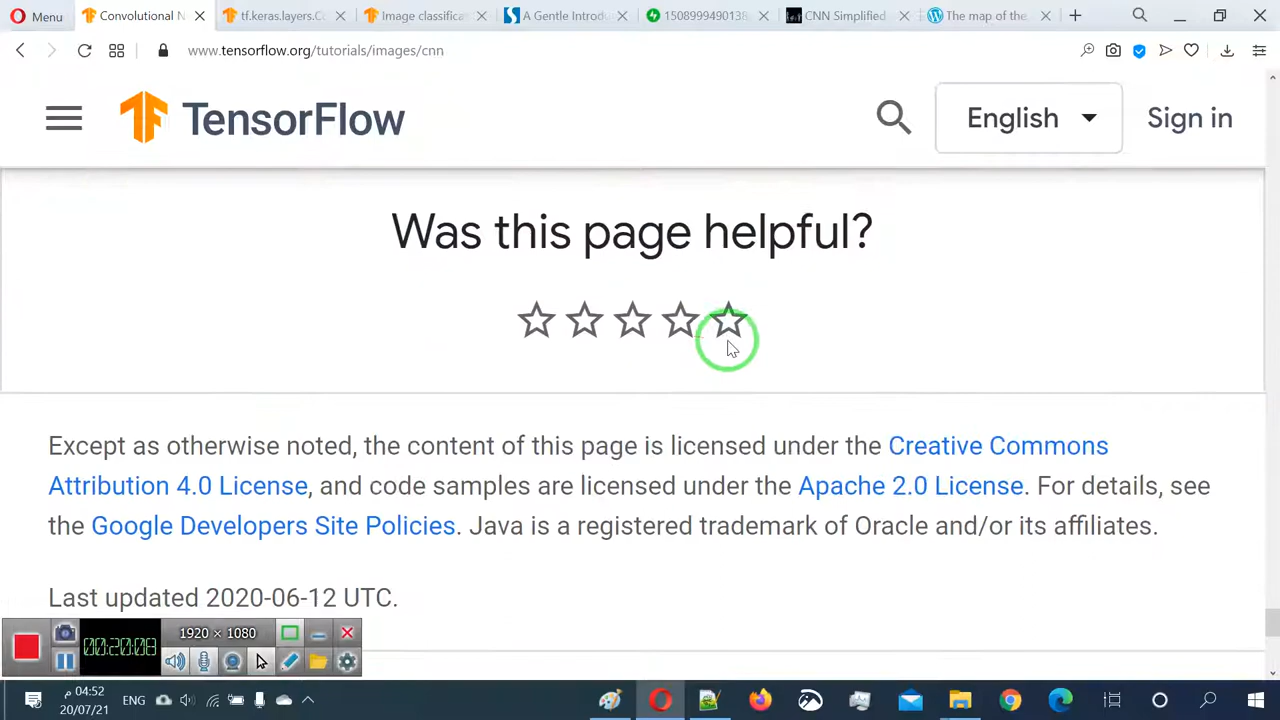 Menu
Convolutional N
tf.keras.layers.Co
Image classificat
A Gentle Introdu
15089990490138
CNN Simplified
The map of the
www.tensorflow.org/tutorials/images/cnn
TensorFlow
English
Sign in
Was this page helpful?
Except as otherwise noted, the content of this page is licensed under the Creative Commons
Attribution 4.0 License, and code samples are licensed under the Apache 2.0 License. For details, see
the Google Developers Site Policies. Java is a registered trademark of Oracle and/or its affiliates.
Last updated 2020-06-12 UTC.
1920 × 1080
ENG
04:52 م
20/07/21